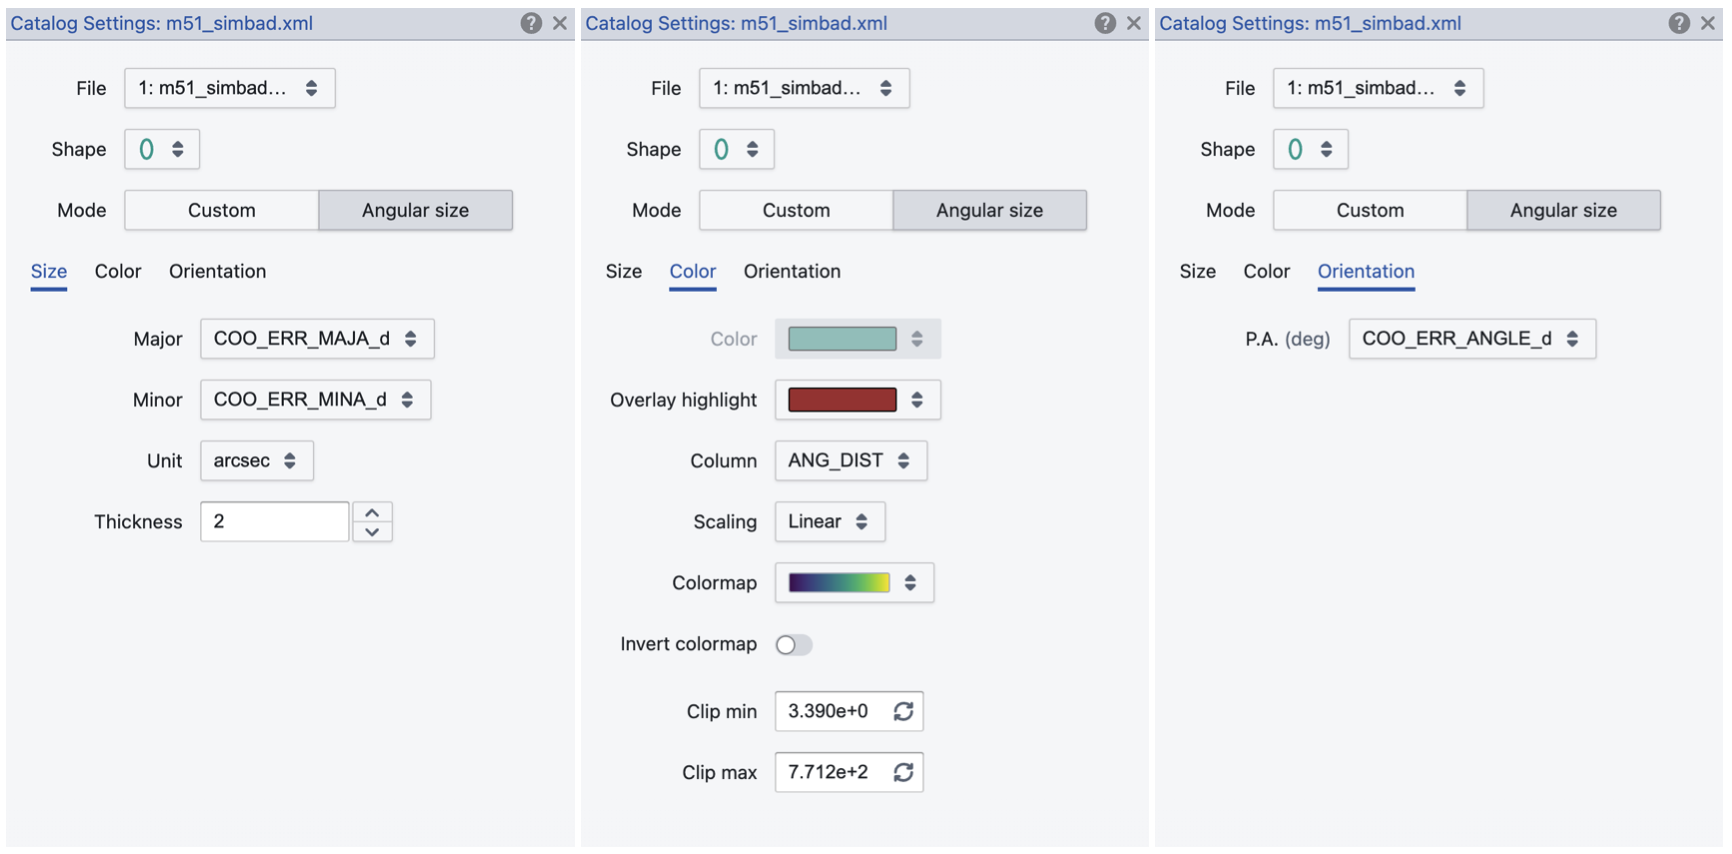 Catalog Settings: m51_simbad.xml
File 1: m51_simbad...
Shape
Mode Custom Angular size
Size Color Orientation
Major COO_ERR_MAJA_d
Minor COO_ERR_MINA_d
Unit arcsec
Thickness 2
Catalog Settings: m51_simbad.xml
File 1: m51_simbad...
Shape
Mode Custom Angular size
Size Color Orientation
Color
Overlay highlight
Column ANG_DIST
Scaling Linear
Colormap
Invert colormap
Clip min 3.390e+0
Clip max 7.712e+2
Catalog Settings: m51_simbad.xml
File 1: m51_simbad...
Shape
Mode Custom Angular size
Size Color Orientation
P.A. (deg) COO_ERR_ANGLE_d